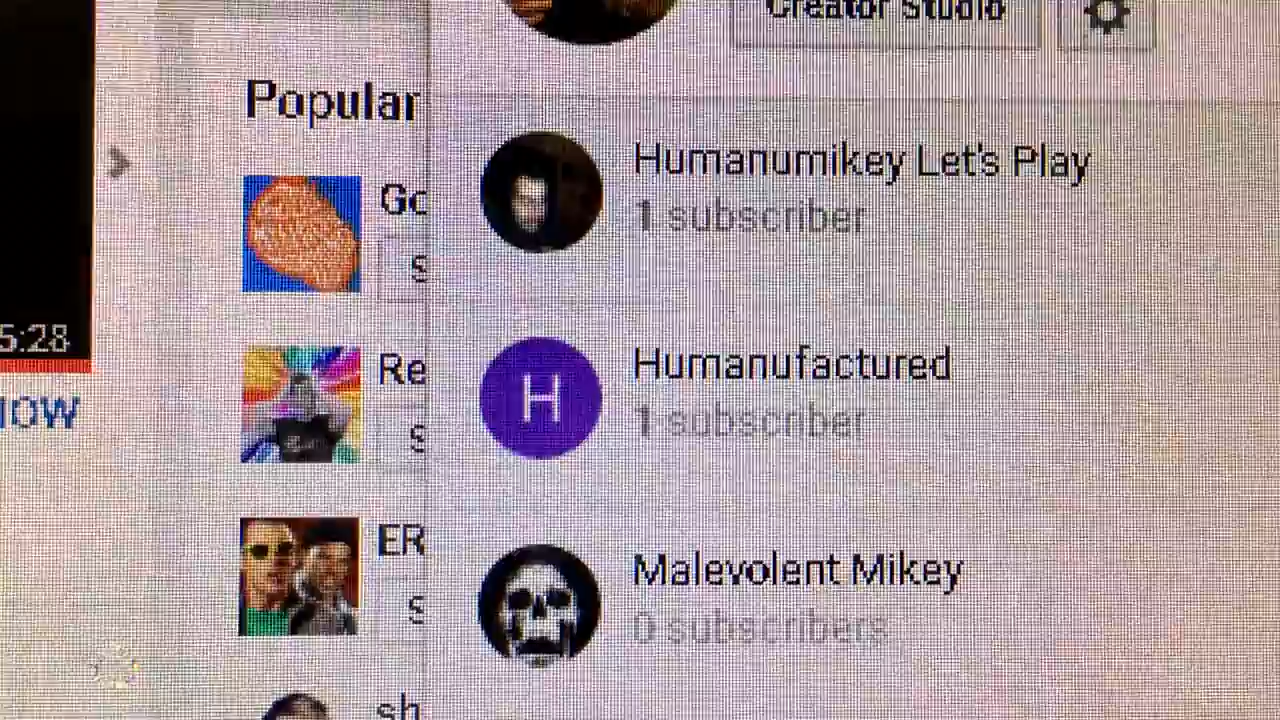 Creator Studio
Popular
Humanumikey Let's Play
1 subscriber
Go
S
5:28
Re
S
Humanufactured
1 subscriber
H
NOW
ER
S
Malevolent Mikey
0 subscribers
sh